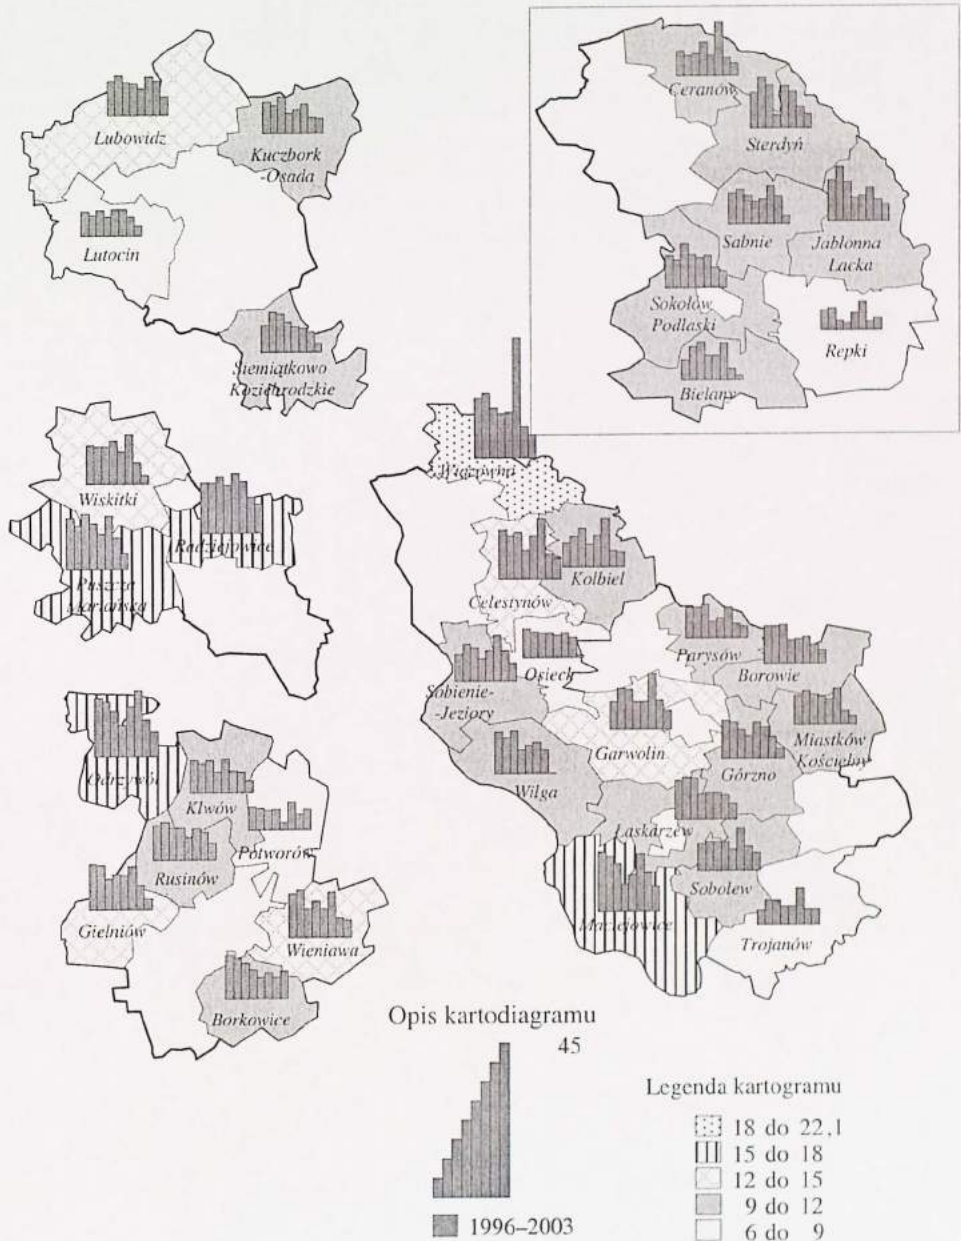 Lubowidz
Kuczbork
-Osada
Lutocin
Siemiątkowo
Koziebrodzkie
Ceranów
Sterdyń
Sabnie
Jabłonna
Lacka
Sokołów
Podlaski
Repki
Bielany
Wiązowna
Wiskitki
Radziejowice
Puszcza
Mariańska
Kolbiel
Celestynów
Parysów
Osieck
Borowie
Sobienie-
-Jeziory
Garwolin
Miastków
Kościelny
Górzno
Wilga
Łaskarzew
Sobolew
Maciejowice
Trojanów
Odrzywół
Klwów
Potworów
Rusinów
Gielniów
Wieniawa
Borkowice
Opis kartodiagramu
45
1996–2003
Legenda kartogramu
18 do 22,1
15 do 18
12 do 15
9 do 12
6 do 9